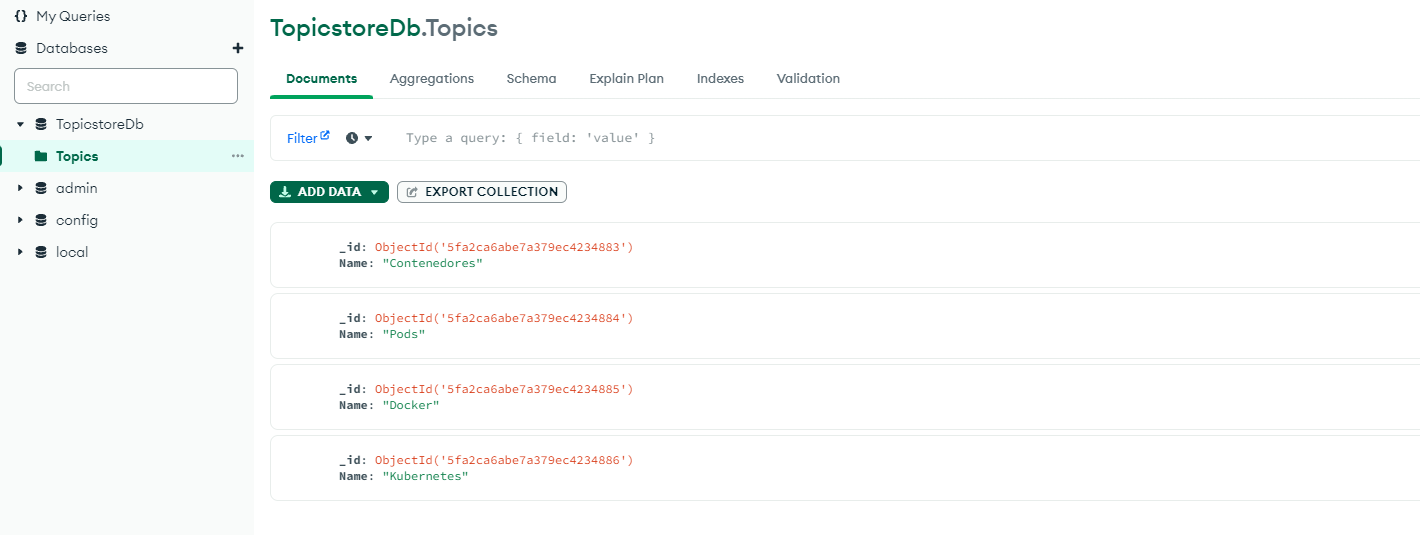 My Queries
Databases
Search
TopicstoreDb
Topics
admin
config
local
TopicstoreDb.Topics
Documents Aggregations Schema Explain Plan Indexes Validation
Filter Type a query: { field: 'value' }
ADD DATA EXPORT COLLECTION
_id: ObjectId('5fa2ca6abe7a379ec4234883')
Name: "Contenedores"
_id: ObjectId('5fa2ca6abe7a379ec4234884')
Name: "Pods"
_id: ObjectId('5fa2ca6abe7a379ec4234885')
Name: "Docker"
_id: ObjectId('5fa2ca6abe7a379ec4234886')
Name: "Kubernetes"